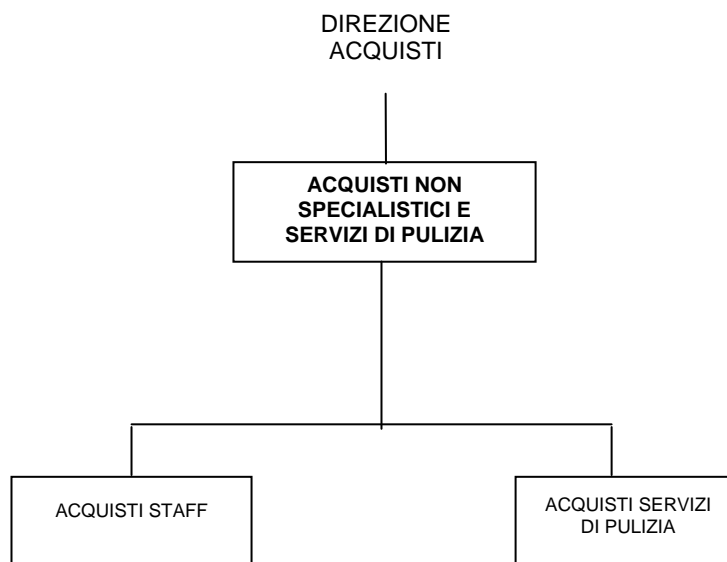 DIREZIONE
ACQUISTI
ACQUISTI NON
SPECIALISTICI E
SERVIZI DI PULIZIA
ACQUISTI STAFF
ACQUISTI SERVIZI
DI PULIZIA